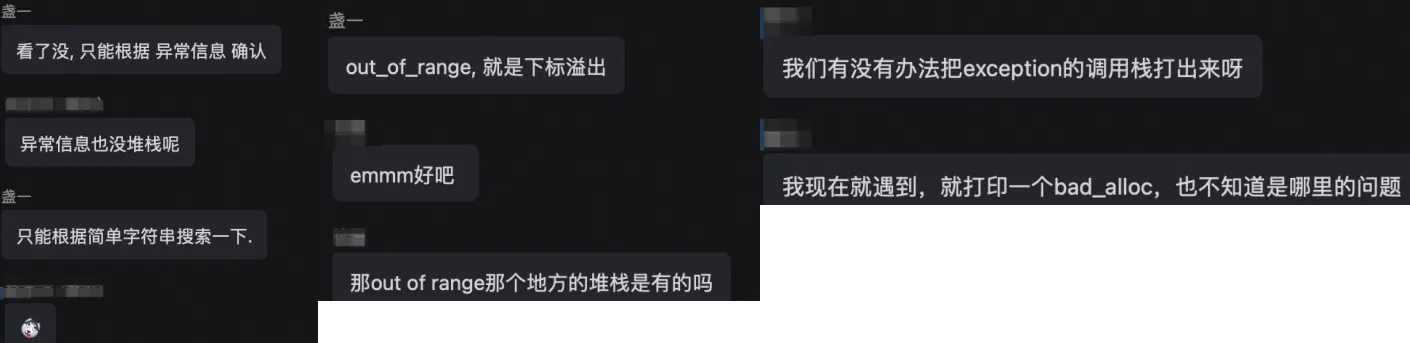 盏一
看了没, 只能根据 异常信息 确认
异常信息也没堆栈呢
盏一
只能根据简单字符串搜索一下.
盏一
out_of_range, 就是下标溢出
emmm好吧
那out of range那个地方的堆栈是有的吗
我们有没有办法把exception的调用栈打出来呀
我现在就遇到，就打印一个bad_alloc，也不知道是哪里的问题